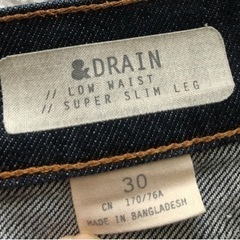 &DRAIN
// LOW WAIST
// SUPER SLIM LEG
30
CN 170/76A
MADE IN BANGLADESH